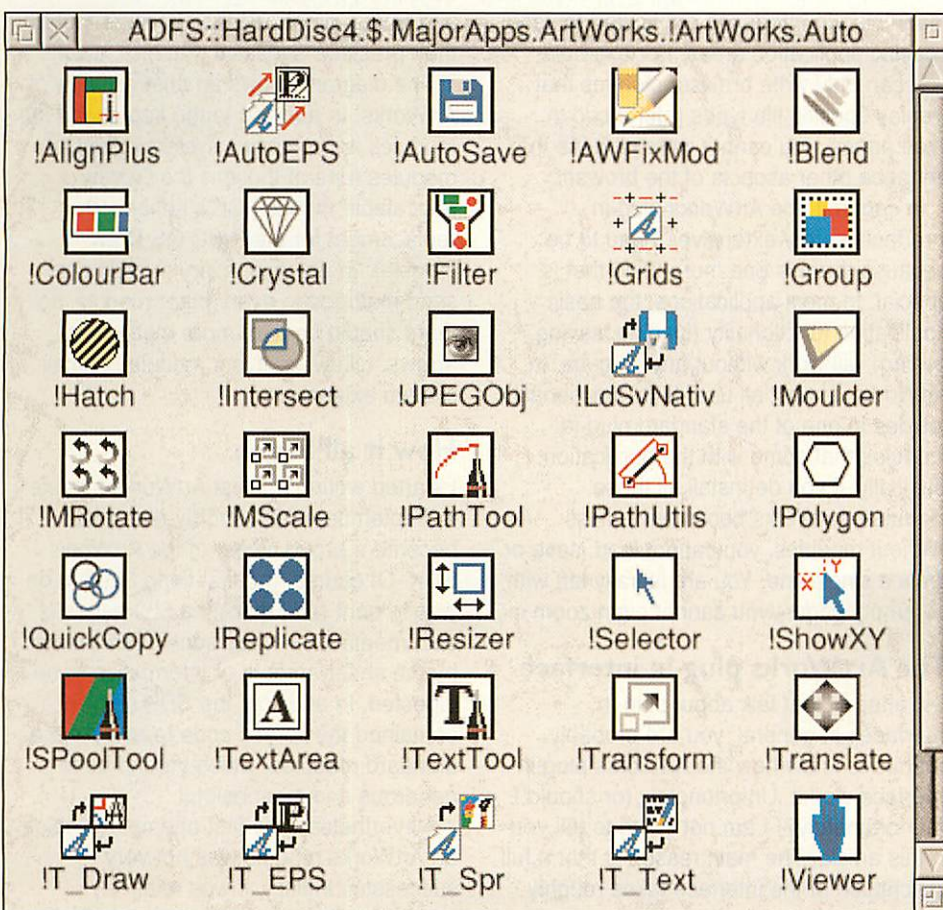 ADFS::HardDisc4.$.MajorApps.ArtWorks.!ArtWorks.Auto
!AlignPlus !AutoEPS !AutoSave !AWFixMod !Blend
!ColourBar !Crystal !Filter !Grids !Group
!Hatch !Intersect !JPEGObj !LdSvNativ !Moulder
!MRotate !MScale !PathTool !PathUtils !Polygon
!QuickCopy !Replicate !Resizer !Selector !ShowXY
!SPoolTool !TextArea !TextTool !Transform !Translate
!T_Draw !T_EPS !T_Spr !T_Text !Viewer